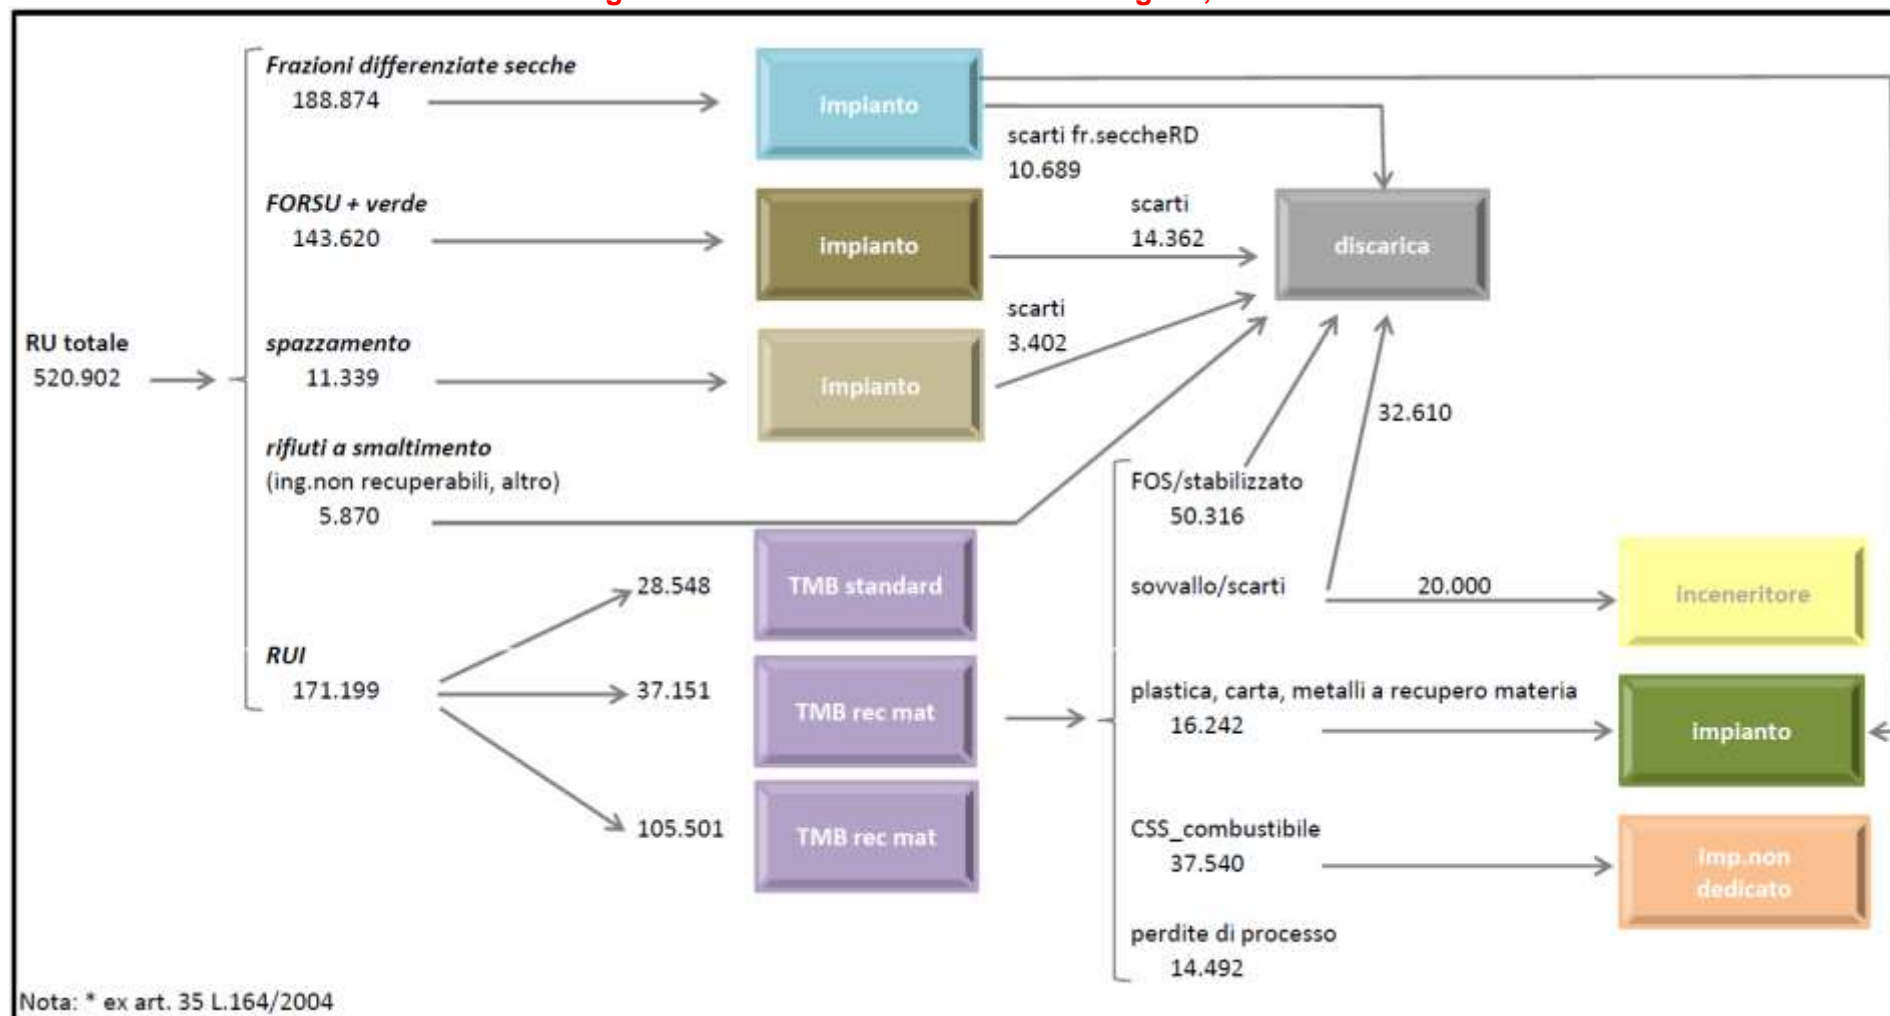 Frazioni differenziate secche
188.874
impianto
scarti fr.seccheRD
10.689
FORSU + verde
143.620
impianto
scarti
14.362
discarica
RU totale
520.902
spazzamento
11.339
impianto
scarti
3.402
rifiuti a smaltimento
(ing.non recuperabili, altro)
5.870
RUI
171.199
28.548
TMB standard
37.151
TMB rec mat
105.501
TMB rec mat
32.610
FOS/stabilizzato
50.316
sovvallo/scarti
20.000
inceneritore
plastica, carta, metalli a recupero materia
16.242
impianto
CSS_combustibile
37.540
imp.non
dedicato
perdite di processo
14.492
Nota: * ex art. 35 L.164/2004